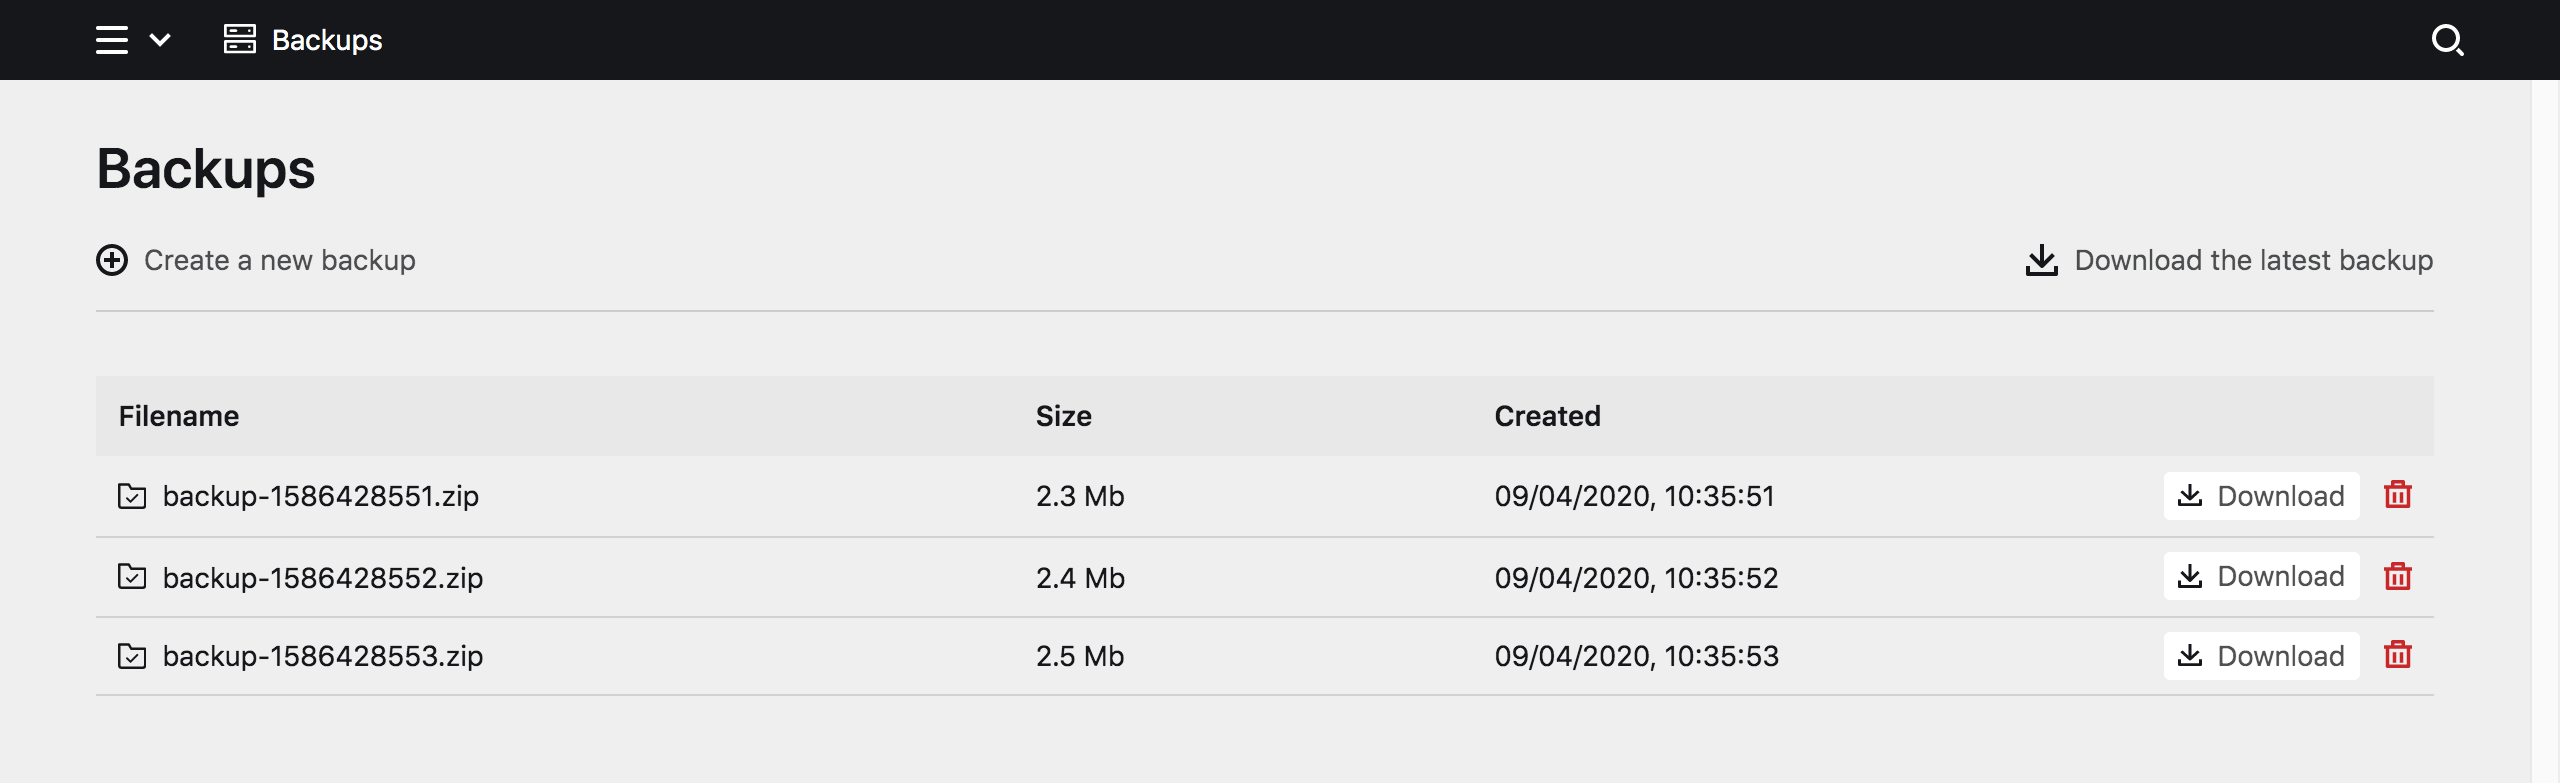 Backups
Backups
Create a new backup
Download the latest backup
Filename Size Created
backup-1586428551.zip 2.3 Mb 09/04/2020, 10:35:51 Download
backup-1586428552.zip 2.4 Mb 09/04/2020, 10:35:52 Download
backup-1586428553.zip 2.5 Mb 09/04/2020, 10:35:53 Download